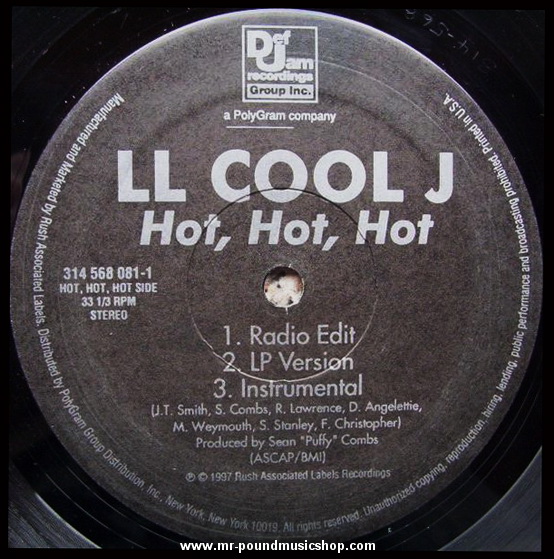 Def
Jam
recordings
Group Inc.
a PolyGram company
LL COOL J
Hot, Hot, Hot
314 568 081-1
HOT, HOT, HOT SIDE
33 1/3 RPM
STEREO
1. Radio Edit
2. LP Version
3. Instrumental
(J.T. Smith, S. Combs, R. Lawrence, D. Angelettie,
M. Weymouth, S. Stanley, F. Christopher)
Produced by Sean "Puffy" Combs
(ASCAP/BMI)
℗ © 1997 Rush Associated Labels Recordings
Manufactured and Marketed by Rush Associated Labels. Distributed by PolyGram Group Distribution, Inc., New York, New York 10019. All rights reserved. Unauthorized copying, reproduction, hiring, lending, public performance and broadcasting prohibited. Printed in U.S.A.
www.mr-poundmusicshop.com